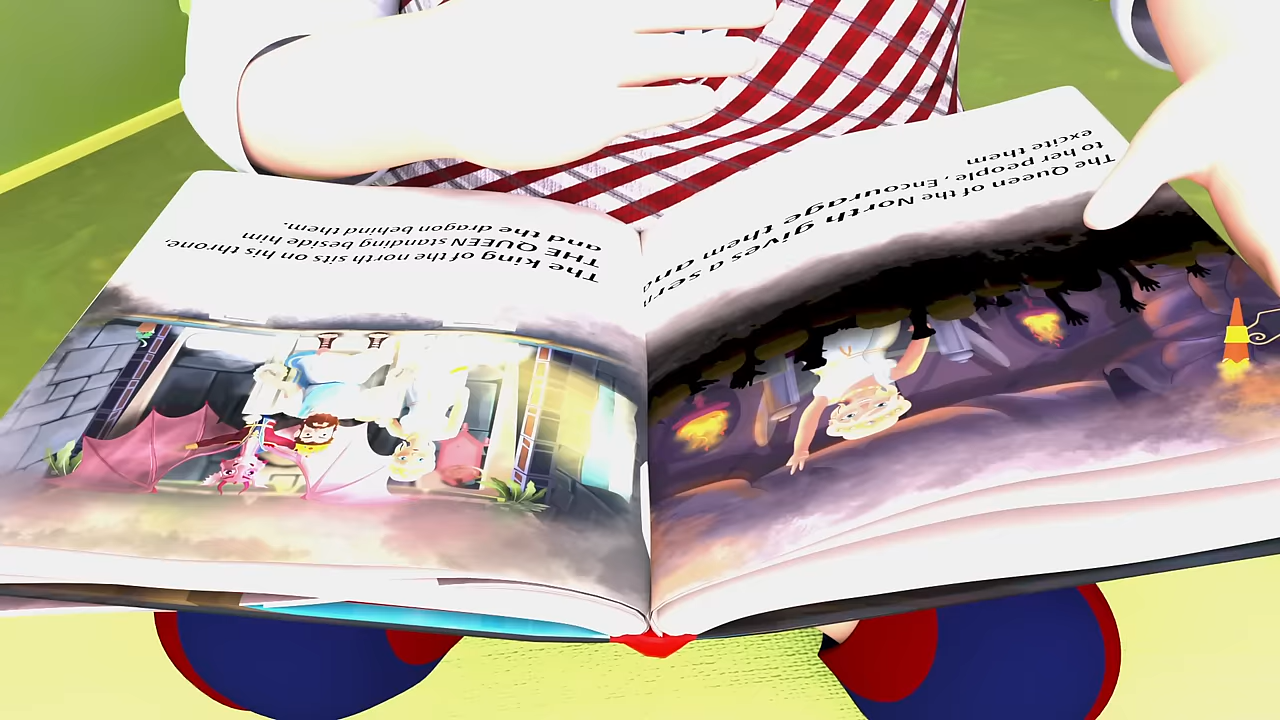 The Queen of the North gives a
to her people . Encourage them and
excite them
The king of the north sits on his throne,
THE QUEEN standing beside him
and the dragon behind them.